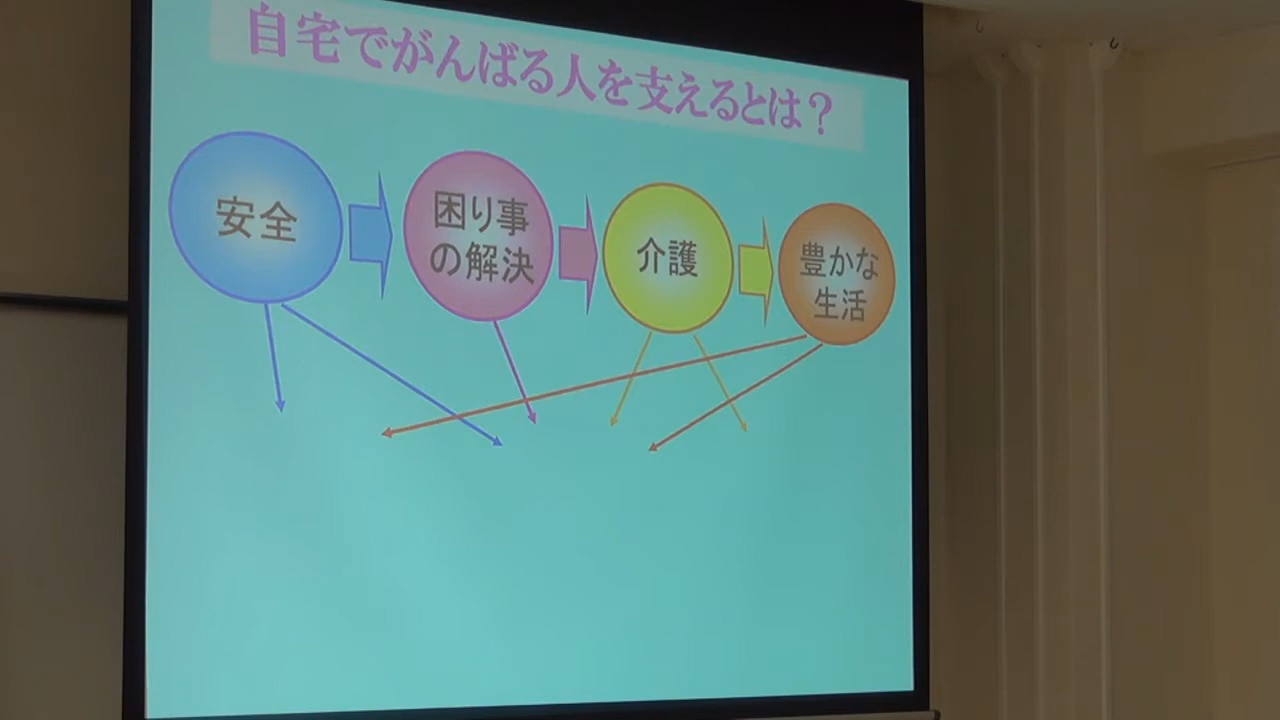 自宅でがんばる人を支えるとは？
安全
困り事
の解決
介護
豊かな
生活